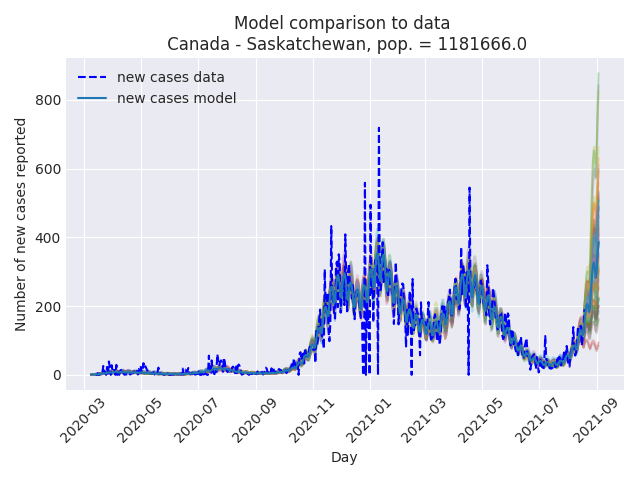 Model comparison to data
Canada - Saskatchewan, pop. = 1181666.0
new cases data
new cases model
Number of new cases reported
800
600
400
200
0
2020-03
2020-05
2020-07
2020-09
2020-11
2021-01
2021-03
2021-05
2021-07
2021-09
Day